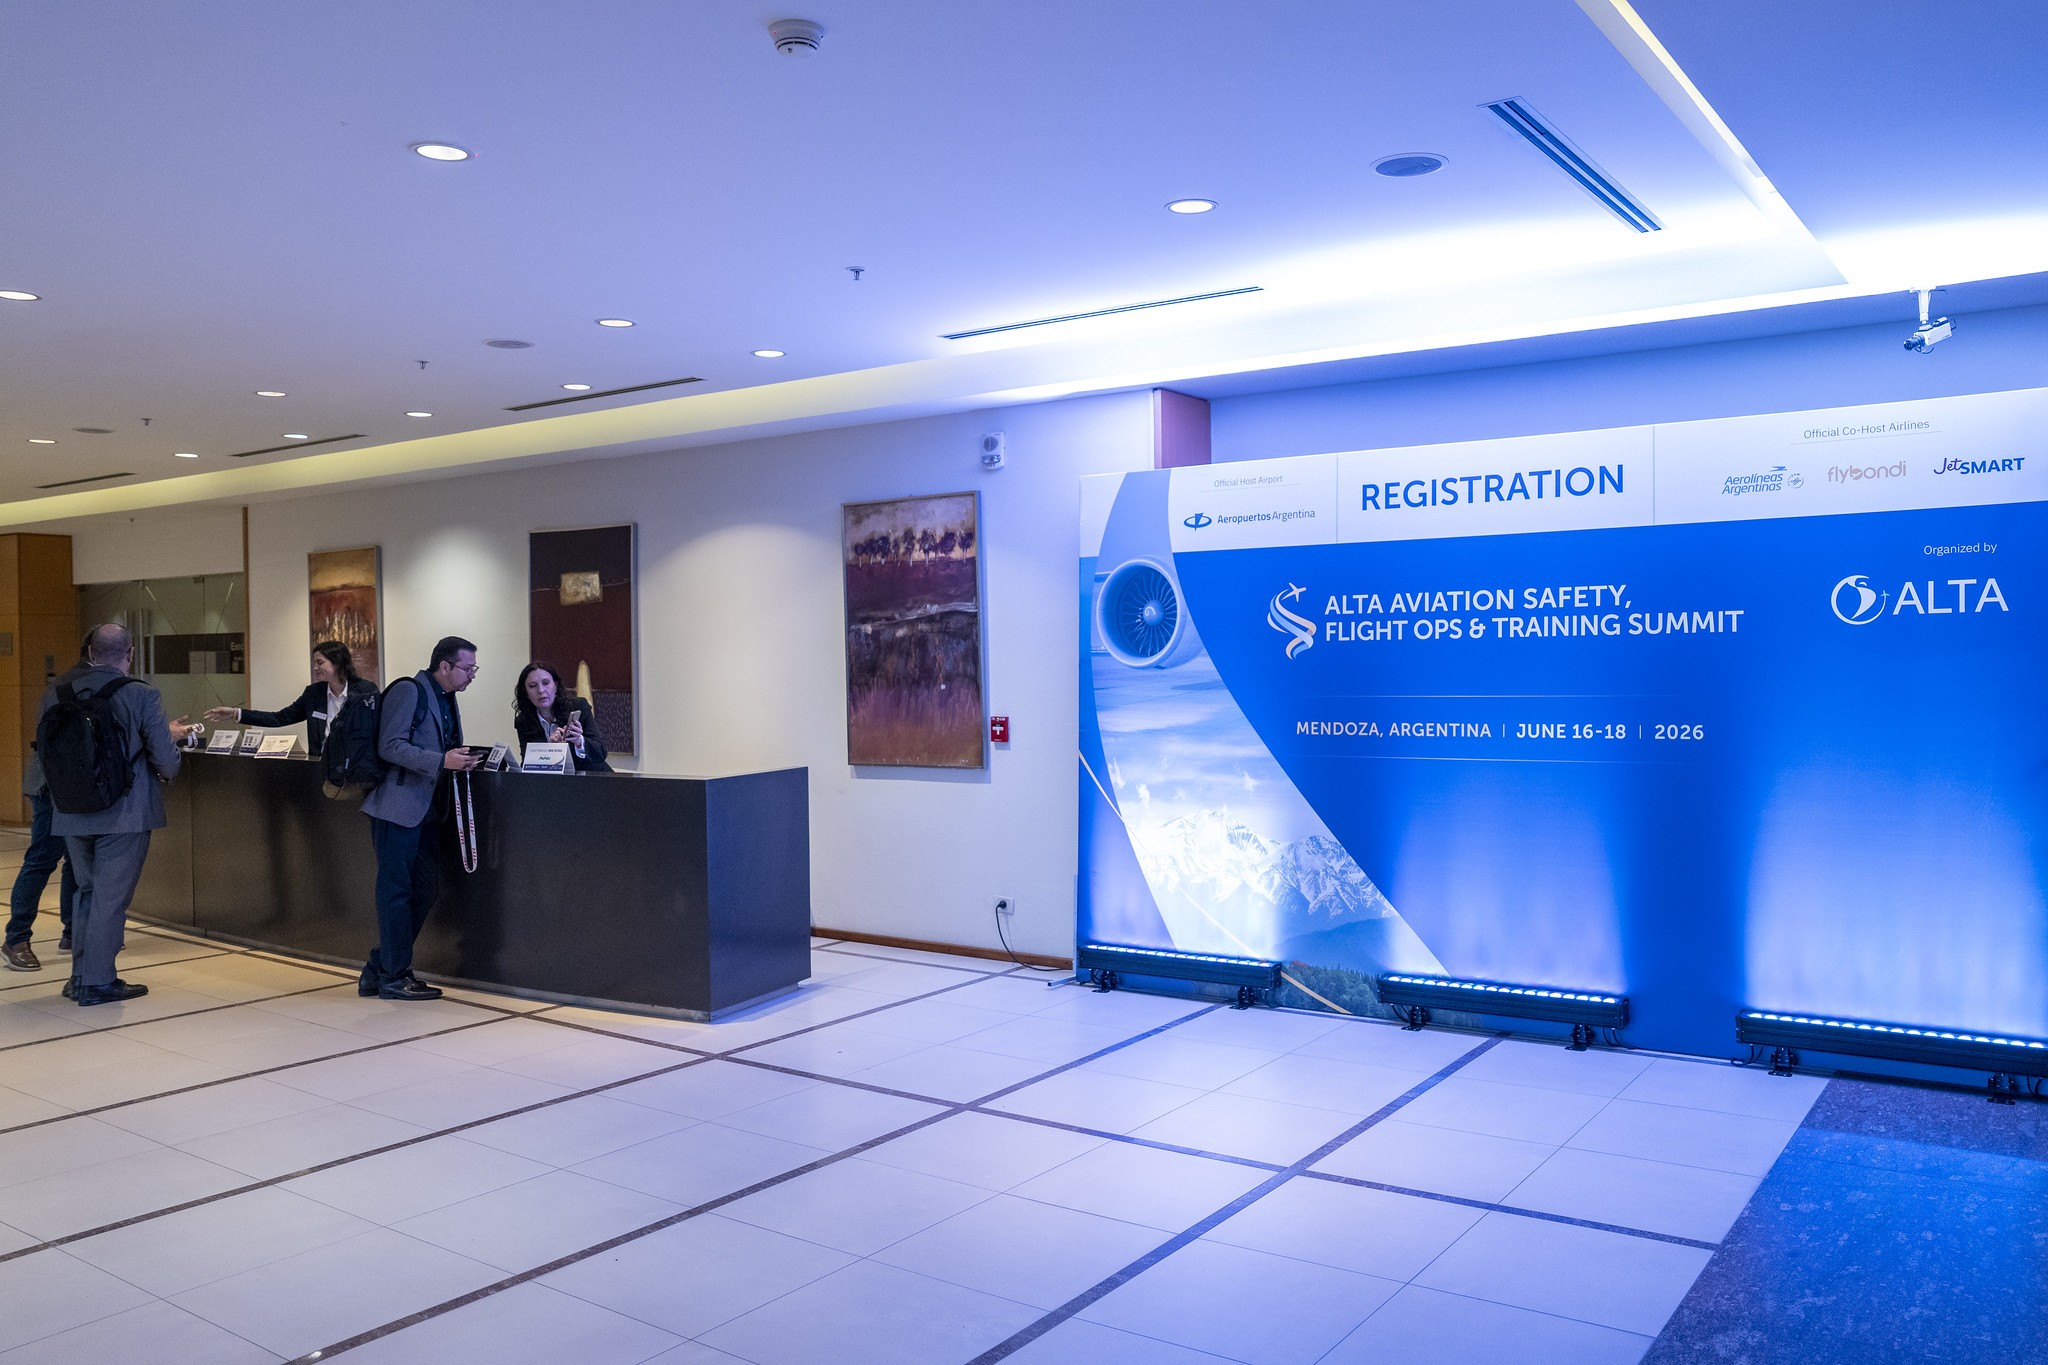 Official Host Airport
Aeropuertos Argentina
REGISTRATION
Official Co-Host Airlines
Aerolíneas
Argentinas
flybondi
JetSMART
Organized by
ALTA
ALTA AVIATION SAFETY,
FLIGHT OPS & TRAINING SUMMIT
MENDOZA, ARGENTINA | JUNE 16-18 | 2026